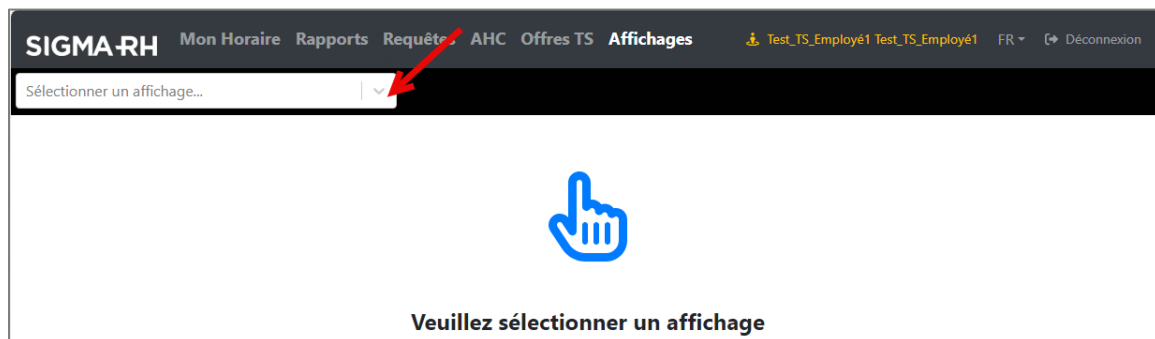 SIGMA-RH Mon Horaire Rapports Requêtes AHC Offres TS Affichages Test_TS_Employé1 Test_TS_Employé1 FR Déconnexion
Sélectionner un affichage...
Veuillez sélectionner un affichage